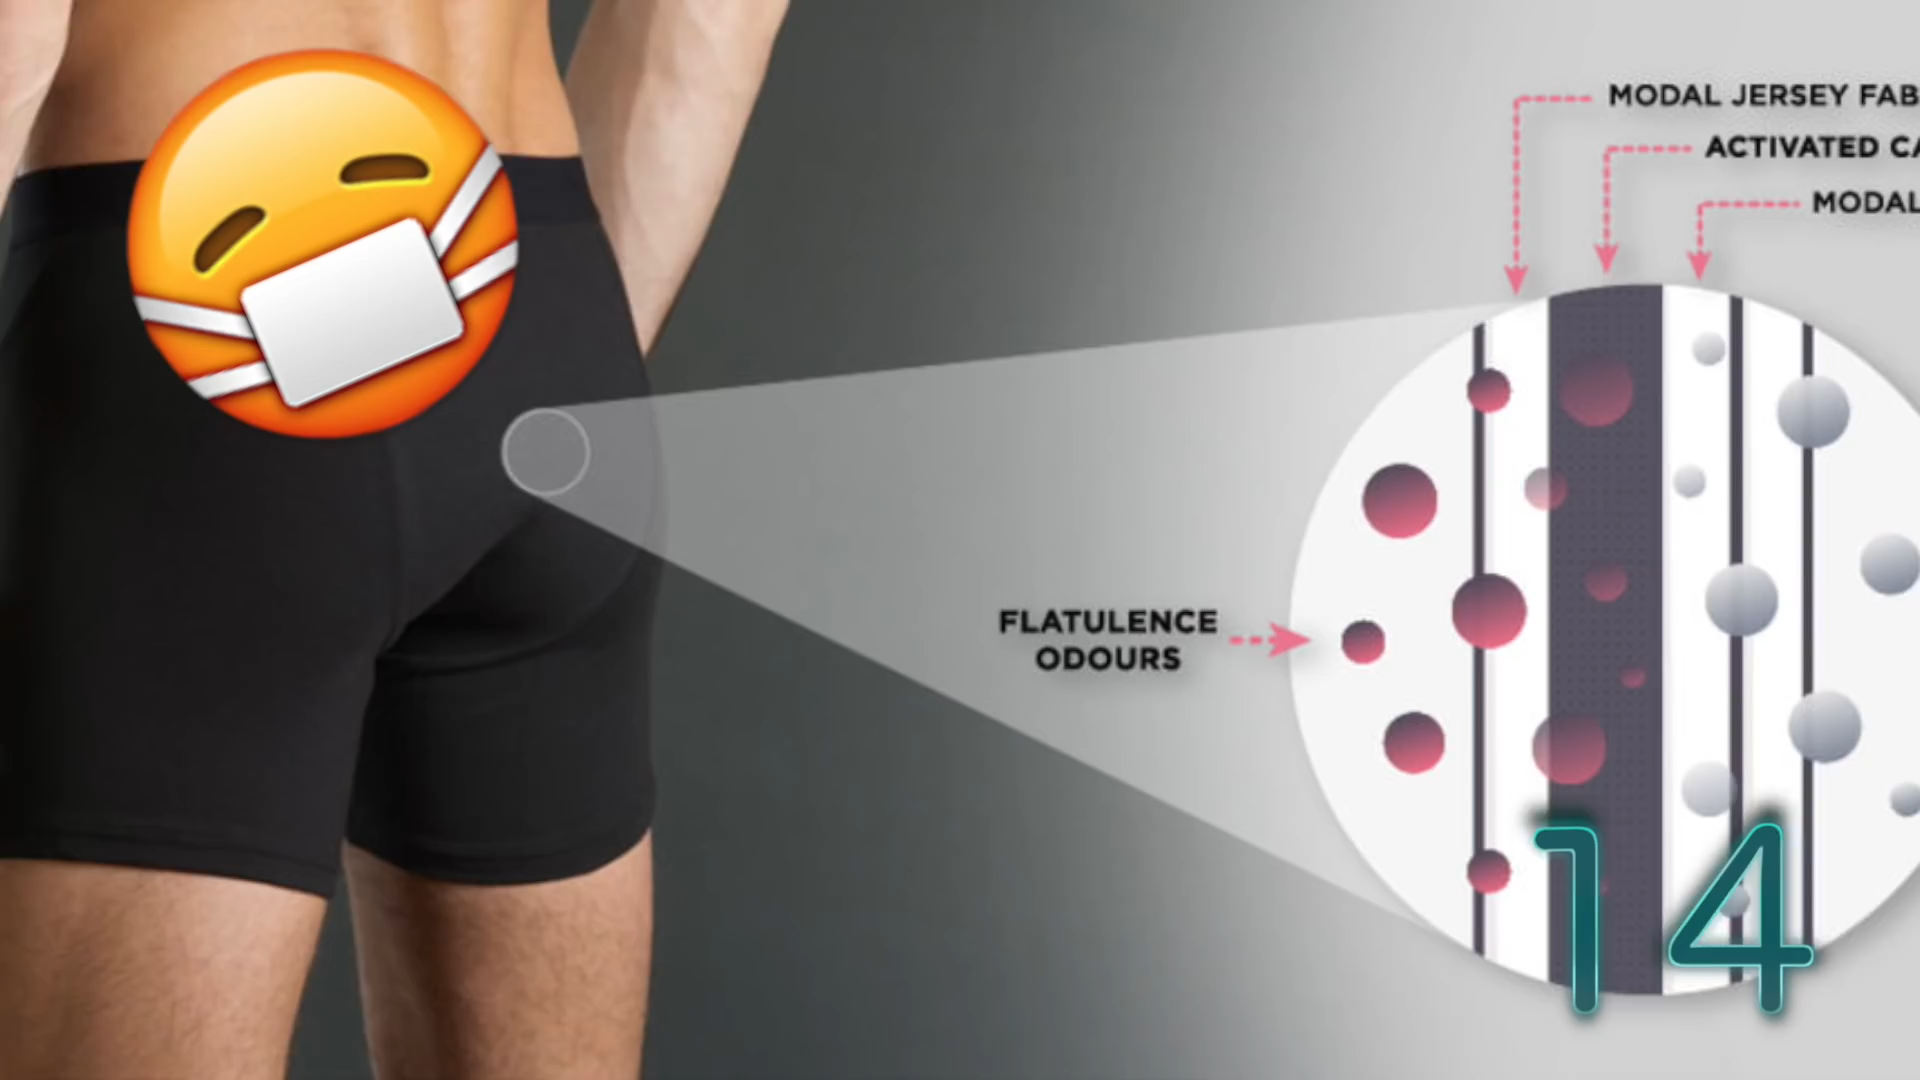 MODAL JERSEY FAB
ACTIVATED CA
MODAL
FLATULENCE
ODOURS
14